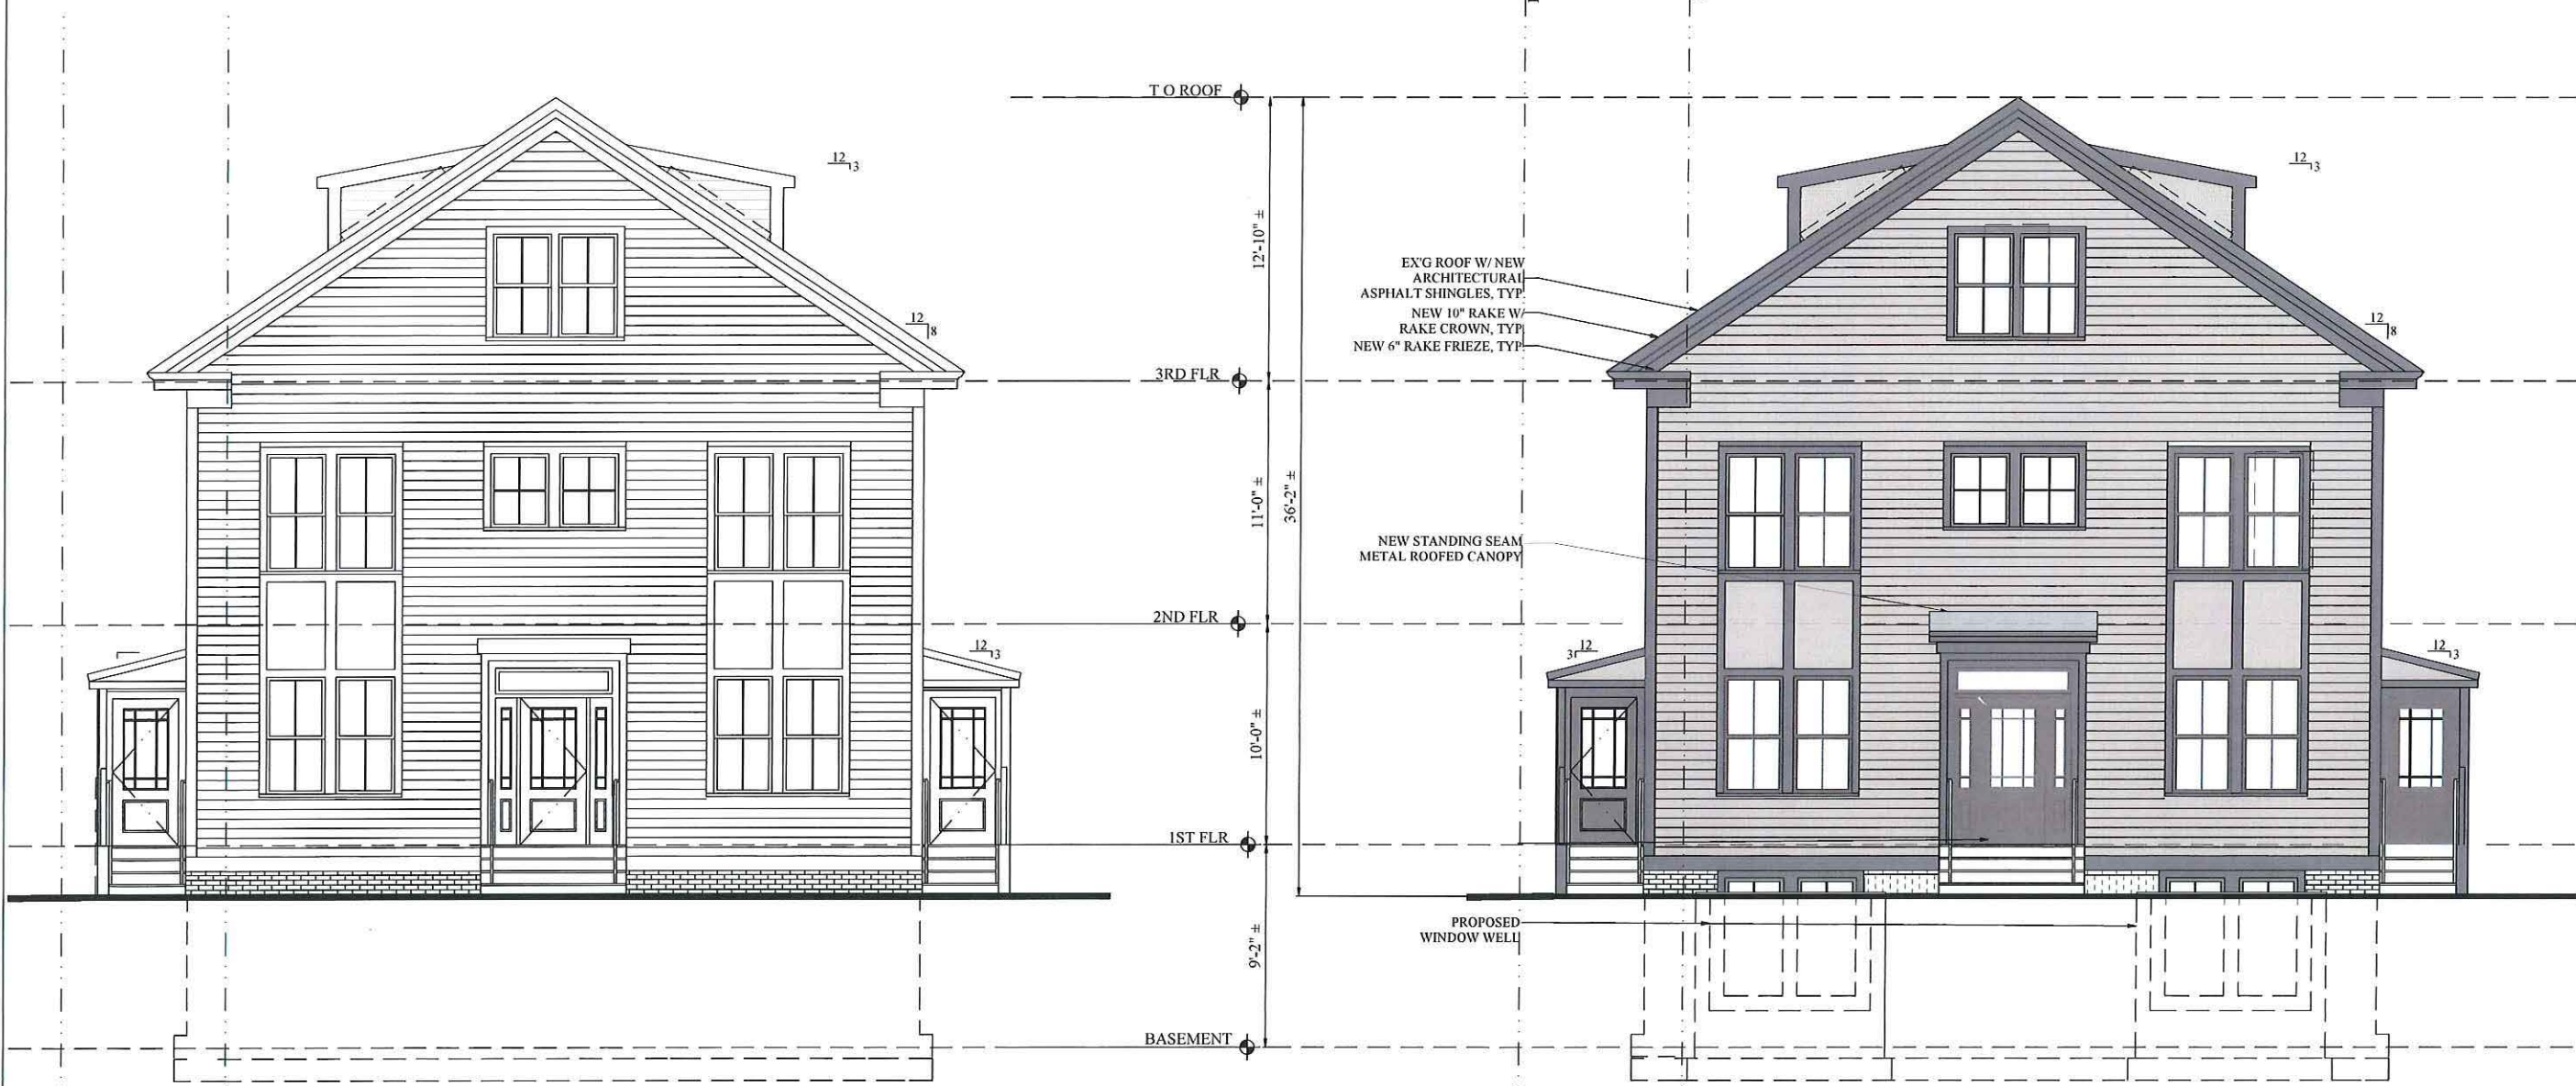 T O ROOF
12
3
12
3
12'-10" ±
EX'G ROOF W/ NEW
ARCHITECTURAL
ASPHALT SHINGLES, TYP
NEW 10" RAKE W/
RAKE CROWN, TYP
NEW 6" RAKE FRIEZE, TYP
12
8
12
8
3RD FLR
11'-0" ±
36'-2" ±
NEW STANDING SEAM
METAL ROOFED CANOPY
2ND FLR
12
3
3
12
12
3
10'-0" ±
1ST FLR
9'-2" ±
PROPOSED
WINDOW WELL
BASEMENT